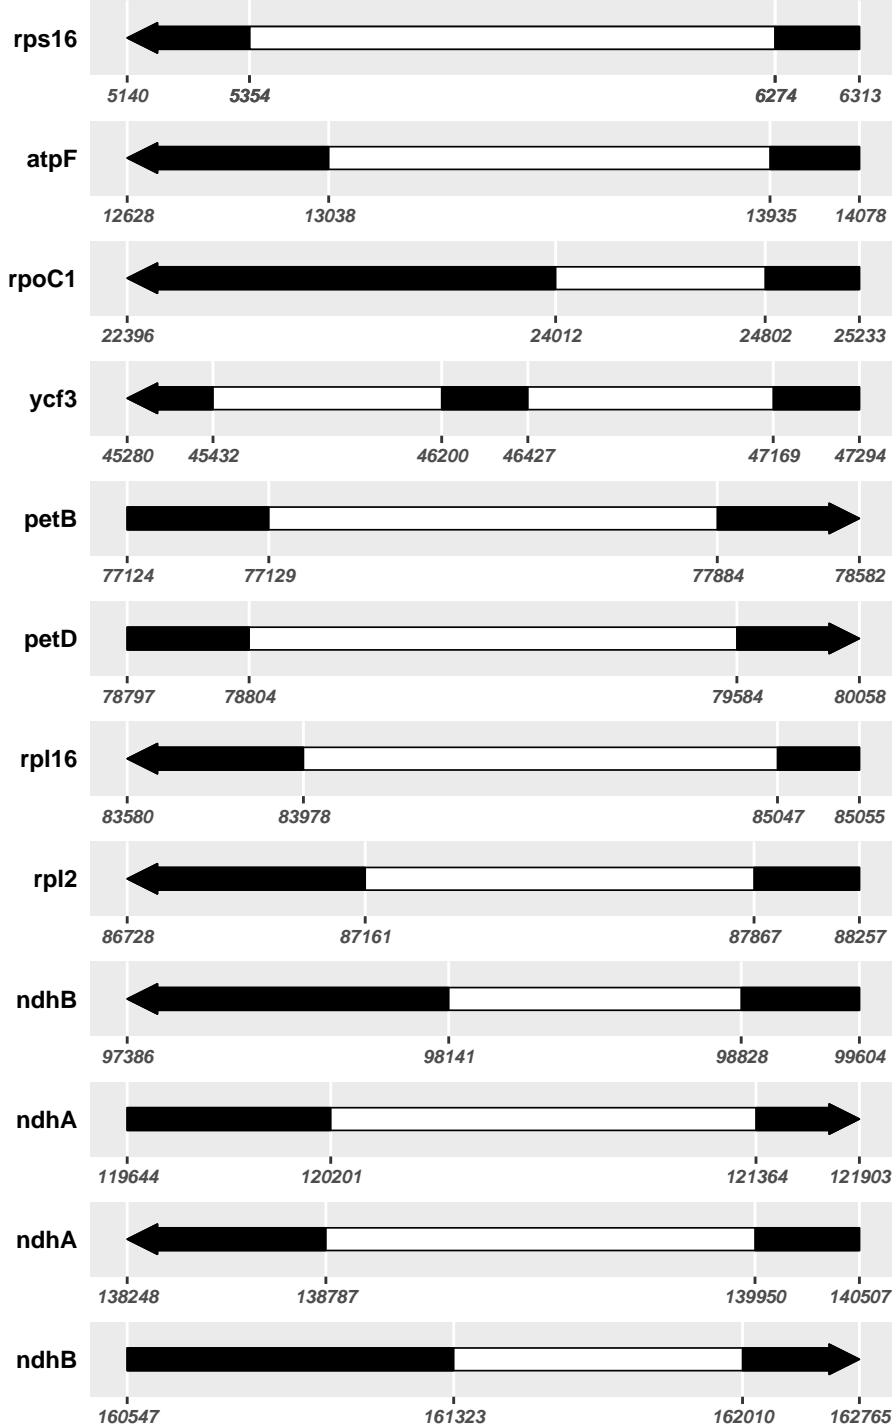 rps16
5140 5354 6274 6313
atpF
12628 13038 13935 14078
rpoC1
22396 24012 24802 25233
ycf3
45280 45432 46200 46427 47169 47294
petB
77124 77129 77884 78582
petD
78797 78804 79584 80058
rpl16
83580 83978 85047 85055
rpl2
86728 87161 87867 88257
ndhB
97386 98141 98828 99604
ndhA
119644 120201 121364 121903
ndhA
138248 138787 139950 140507
ndhB
160547 161323 162010 162765